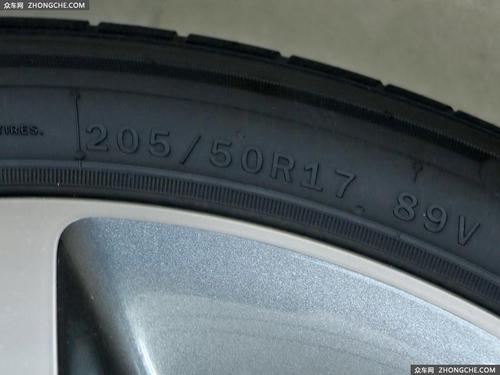 众车网 ZHONGCHE.COM
TIRES.
205/50R17 89V
众车网 ZHONGCHE.COM